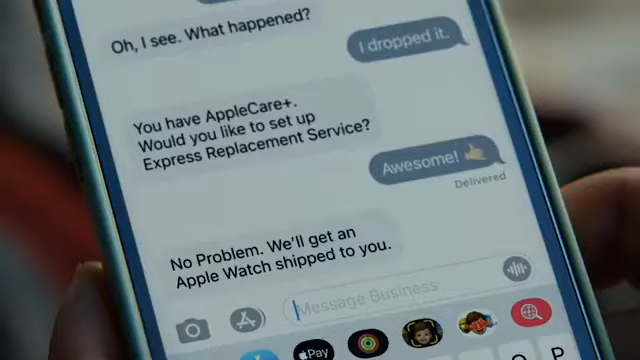 Oh, I see. What happened?
I dropped it.
You have AppleCare+.
Would you like to set up
Express Replacement Service?
Awesome! 🤙
Delivered
No Problem. We'll get an
Apple Watch shipped to you.
Message Business
Pay
O P